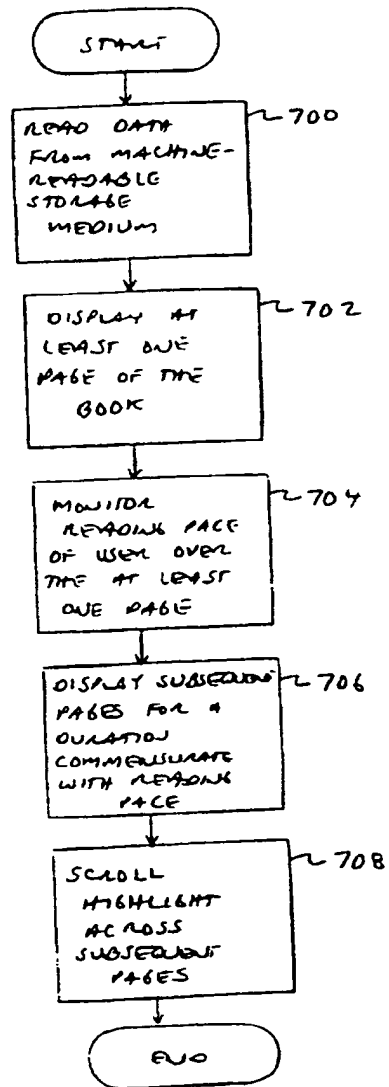 START
700
READ DATA
FROM MACHINE-
READABLE
STORAGE
MEDIUM
702
DISPLAY AT
LEAST ONE
PAGE OF THE
BOOK
704
MONITOR
READING PACE
OF USER OVER
THE AT LEAST
ONE PAGE
706
DISPLAY SUBSEQUENT
PAGES FOR A
DURATION
COMMENSURATE
WITH READING
PACE
708
SCROLL
HIGHLIGHT
ACROSS
SUBSEQUENT
PAGES
END